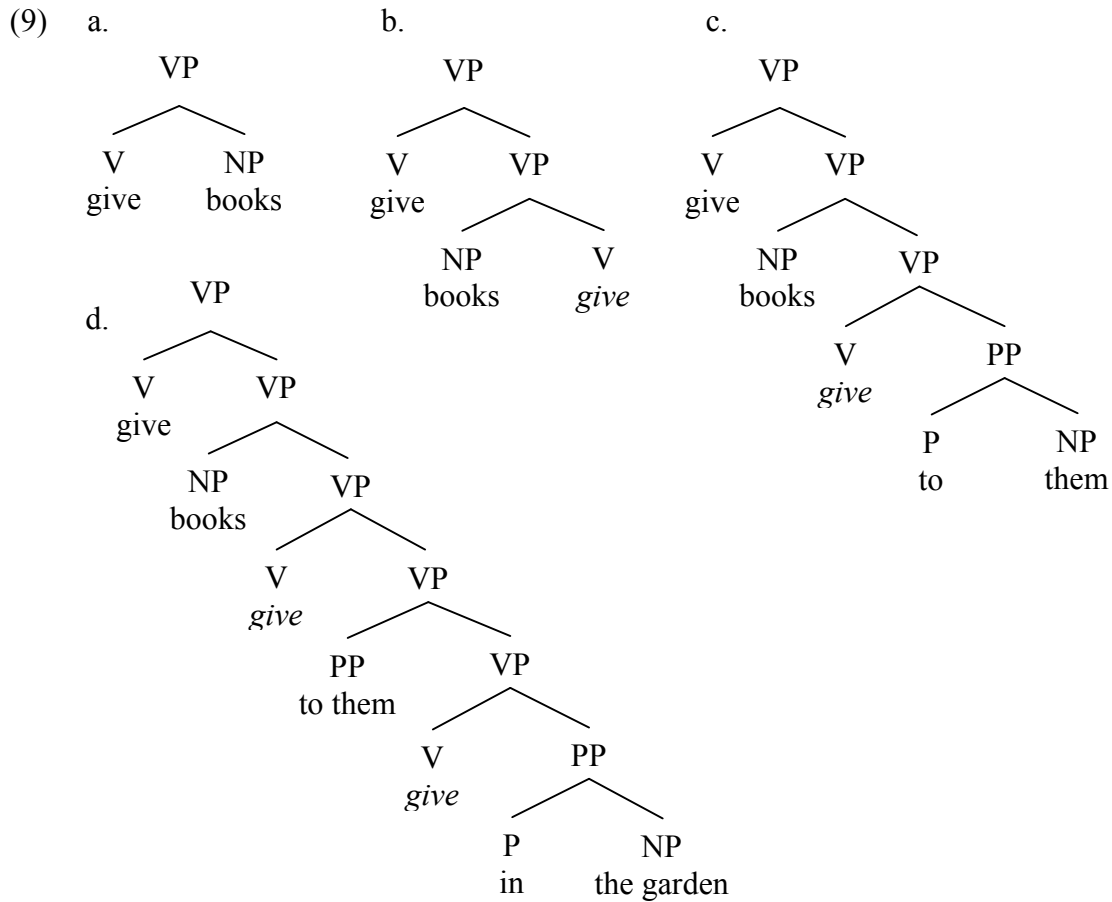 (9) a. b. c.
VP VP VP
V NP V VP V VP
give books give give
NP V NP VP
books give books
VP
d.
V PP
give
V VP
give
P NP
to them
NP VP
books
V VP
give
PP VP
to them
V PP
give
P NP
in the garden